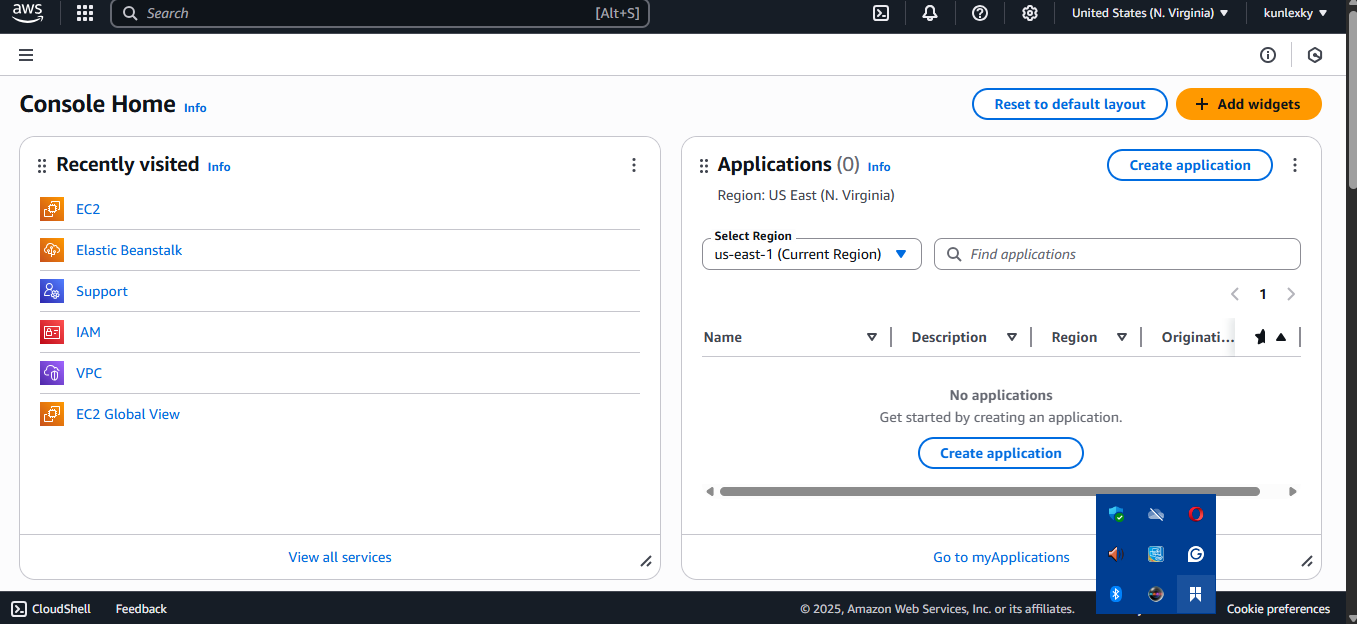 aws
Search [Alt+S]
United States (N. Virginia)
kunlexky
Console Home Info
Reset to default layout
Add widgets
Recently visited Info
EC2
Elastic Beanstalk
Support
IAM
VPC
EC2 Global View
View all services
Applications (0) Info
Create application
Region: US East (N. Virginia)
Select Region
us-east-1 (Current Region)
Find applications
1
Name Description Region Originati...
No applications
Get started by creating an application.
Create application
Go to myApplications
CloudShell Feedback © 2025, Amazon Web Services, Inc. or its affiliates. Cookie preferences